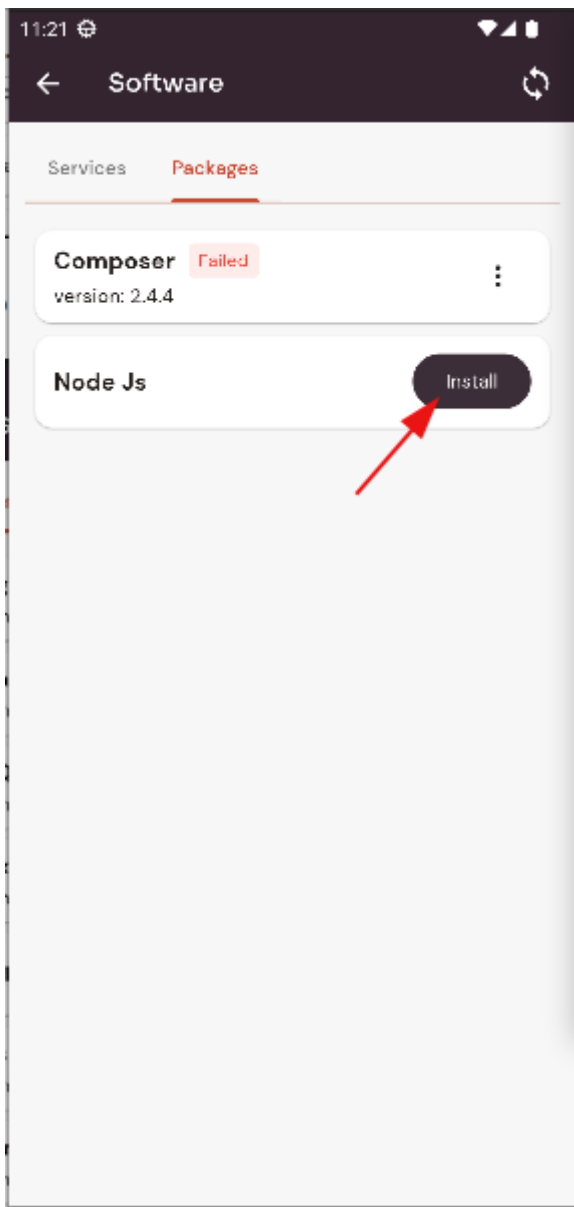 11:21
Software
Services Packages
Composer Failed
version: 2.4.4
Node Js Install